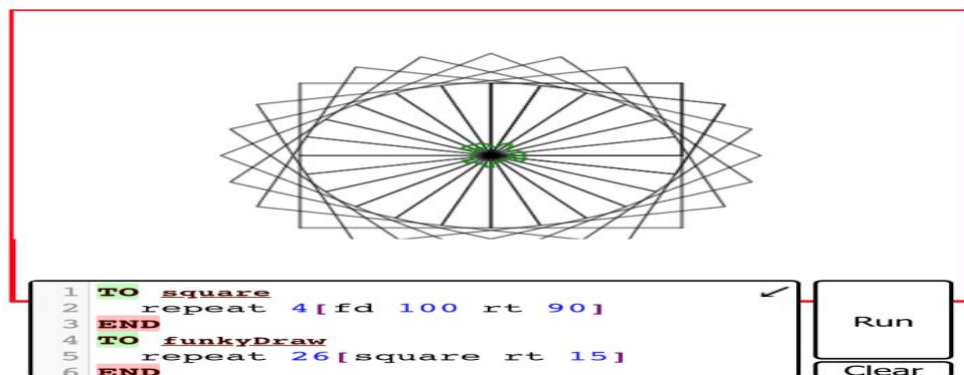 1 TO square
2 repeat 4[fd 100 rt 90]
3 END
4 TO funkyDraw
5 repeat 26[square rt 15]
6 END
Run
Clear